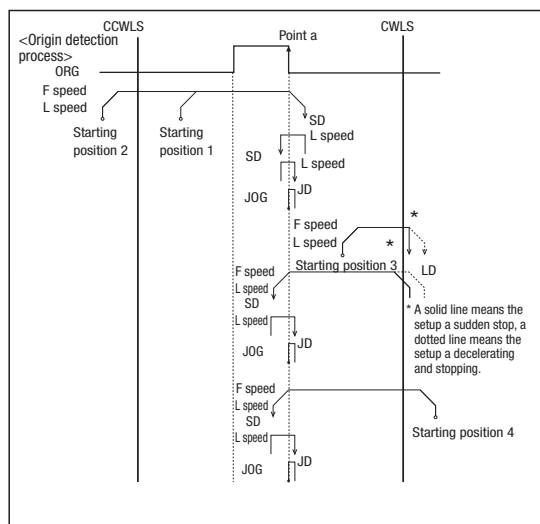 CCWLS
CWLS
<Origin detection
process>
Point a
ORG
F speed
L speed
SD
Starting
position 2
Starting
position 1
L speed
SD
L speed
JOG
JD
F speed
*
L speed
*
Starting position 3
LD
F speed
L speed
SD
* A solid line means the
setup a sudden stop, a
dotted line means the
setup a decelerating
and stopping.
L speed
JOG
JD
F speed
L speed
SD
Starting position 4
L speed
JOG
JD